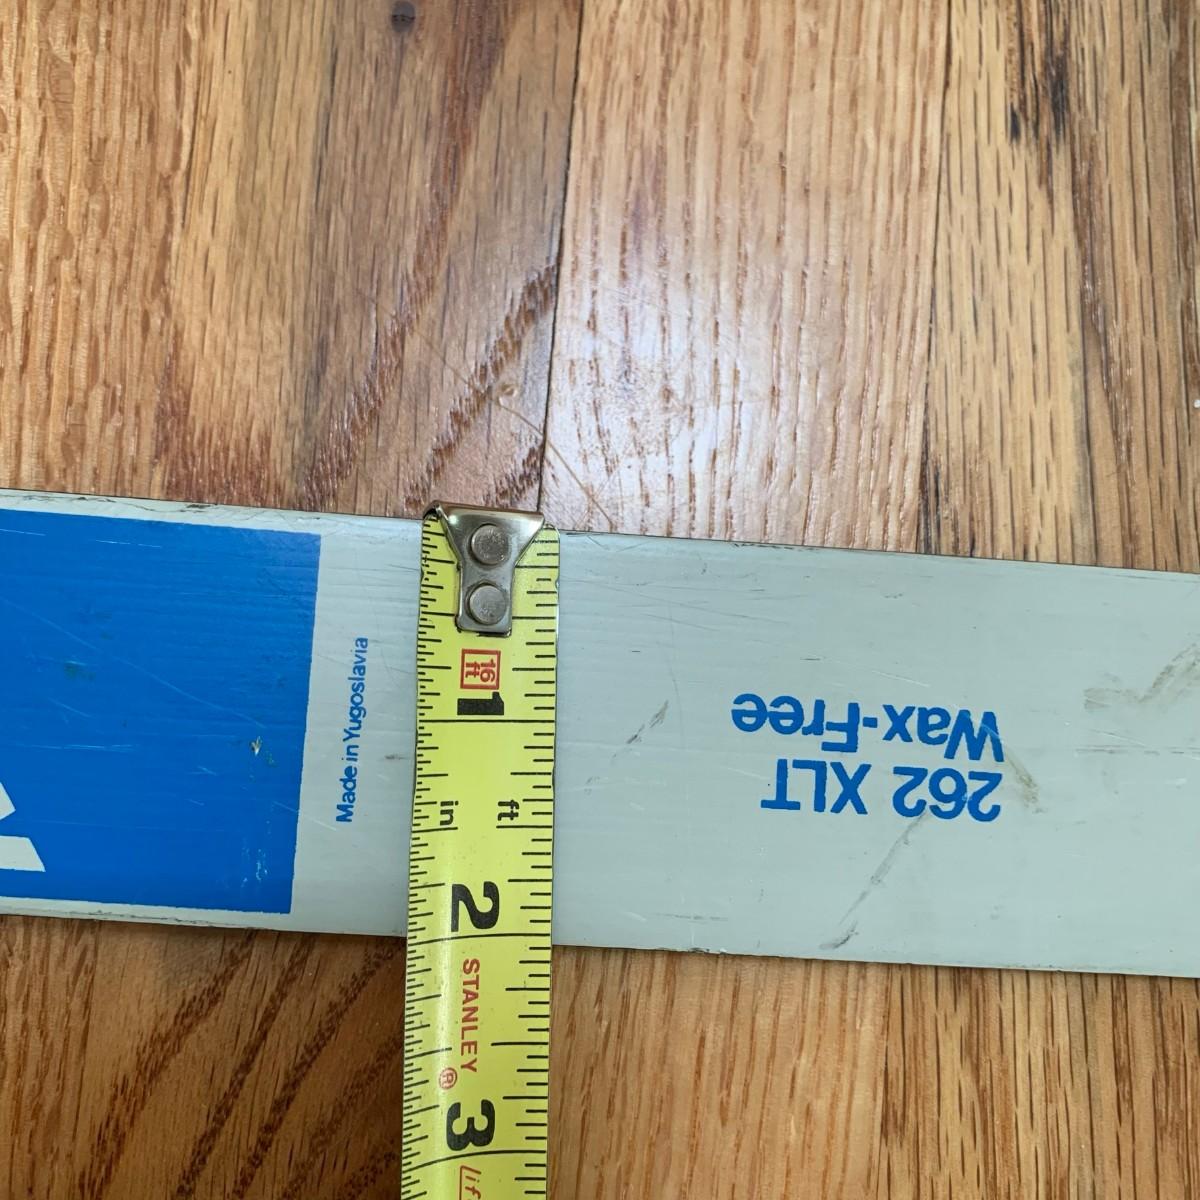 Made in Yugoslavia
16
ft
1
in
ft
2
STANLEY®
3
262 XLT
Wax-Free